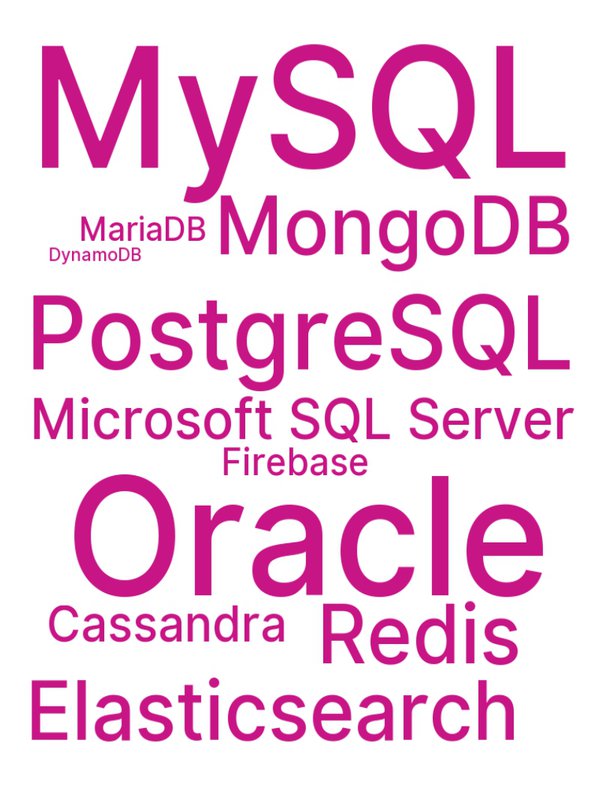 MySQL
MariaDB MongoDB
DynamoDB
PostgreSQL
Microsoft SQL Server
Firebase
Oracle
Cassandra Redis
Elasticsearch